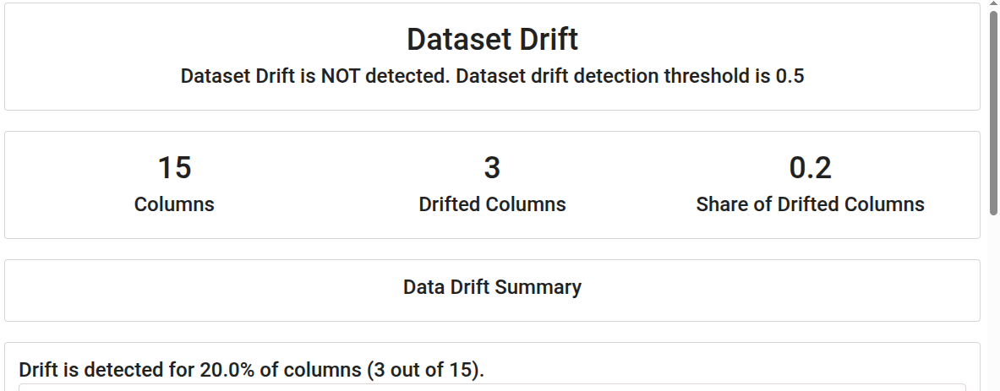 Dataset Drift
Dataset Drift is NOT detected. Dataset drift detection threshold is 0.5
15
Columns
3
Drifted Columns
0.2
Share of Drifted Columns
Data Drift Summary
Drift is detected for 20.0% of columns (3 out of 15).